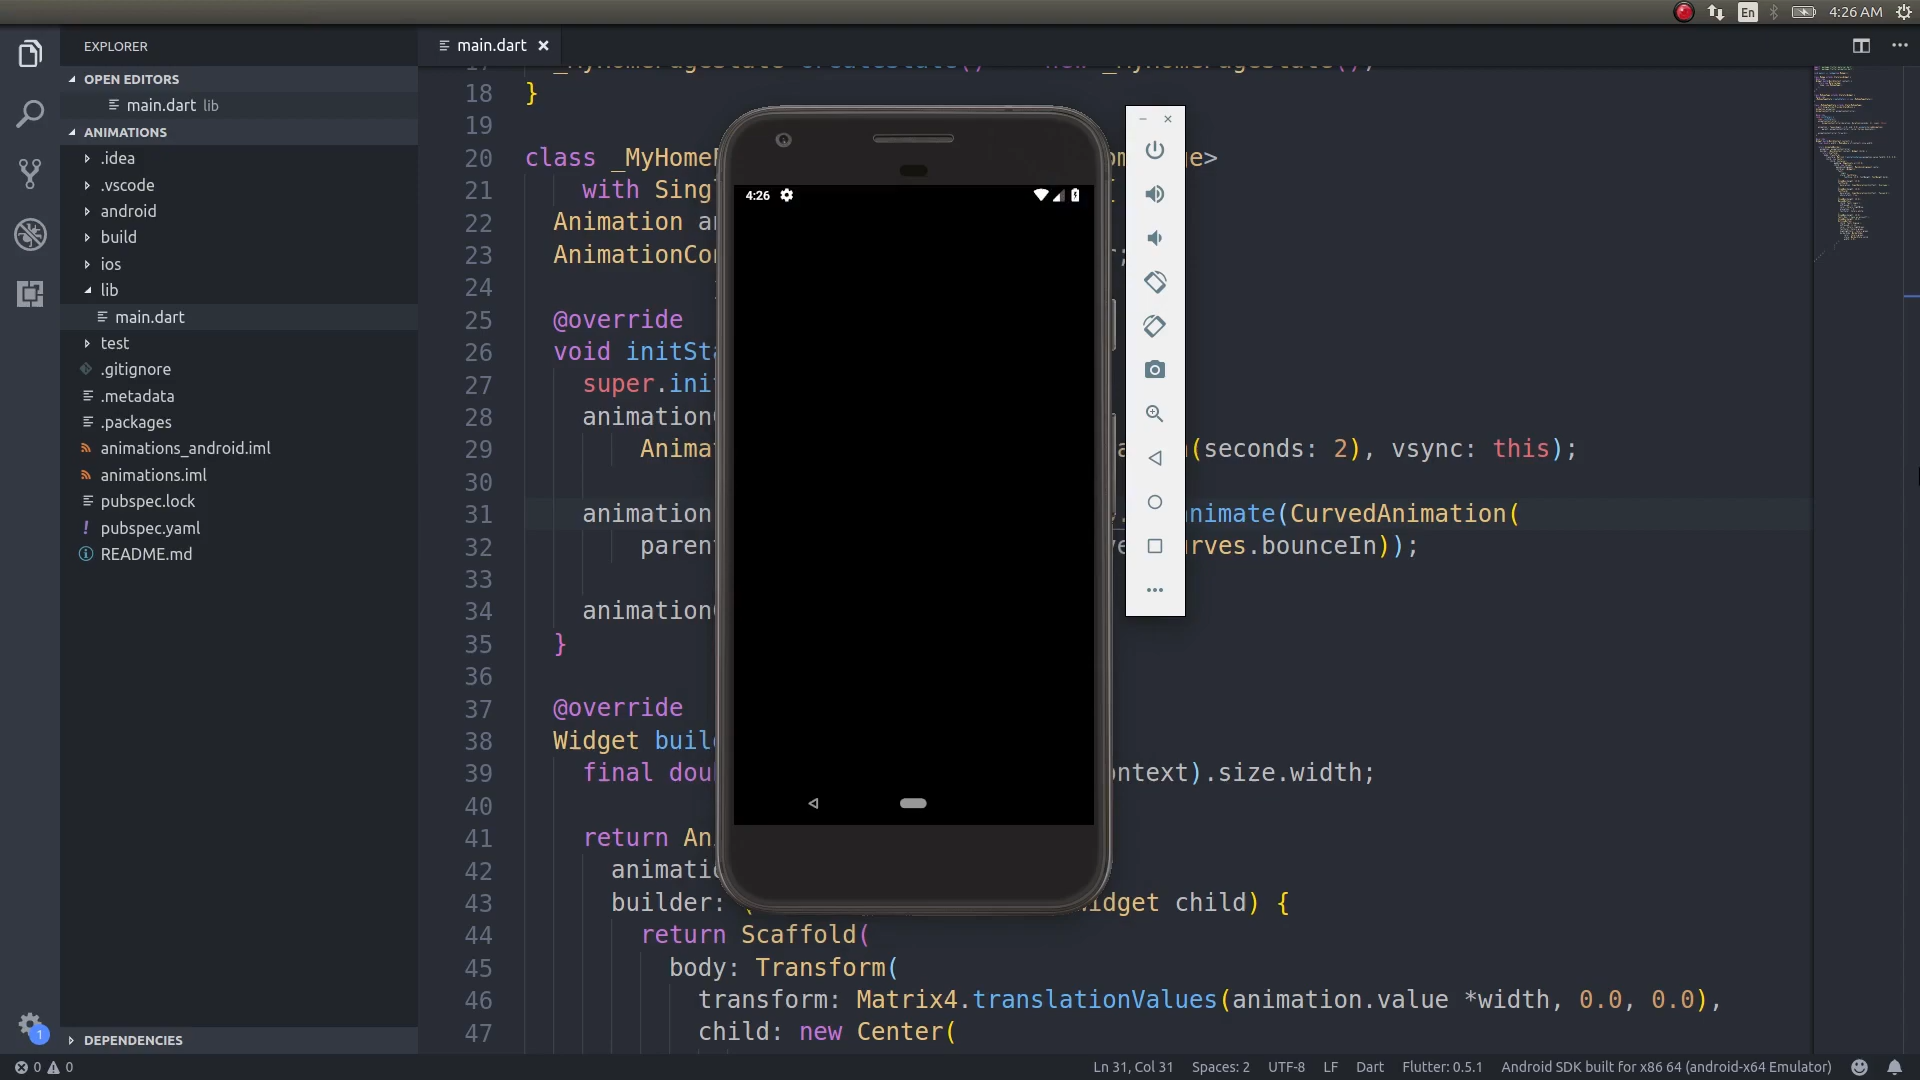 En
4:26 AM
EXPLORER
OPEN EDITORS
main.dart lib
ANIMATIONS
.idea
.vscode
android
build
ios
lib
main.dart
test
.gitignore
.metadata
.packages
animations_android.iml
animations.iml
pubspec.lock
! pubspec.yaml
README.md
DEPENDENCIES
1
main.dart
18 }
19
20 class _MyHome ue>
21 with Sing
22 Animation a
23 AnimationCo ;
24
25 @override
26 void initSt
27 super.ini
28 animation
29 Anima (seconds: 2), vsync: this);
30
31 animation nimate(CurvedAnimation(
32 paren rves.bounceIn));
33
34 animation
35 }
36
37 @override
38 Widget buil
39 final dou ntext).size.width;
40
41 return An
42 animati
43 builder: idget child) {
44 return Scaffold(
45 body: Transform(
46 transform: Matrix4.translationValues(animation.value *width, 0.0, 0.0),
47 child: new Center(
4:26
0 0
Ln 31, Col 31
Spaces: 2
UTF-8
LF
Dart
Flutter: 0.5.1
Android SDK built for x86 64 (android-x64 Emulator)